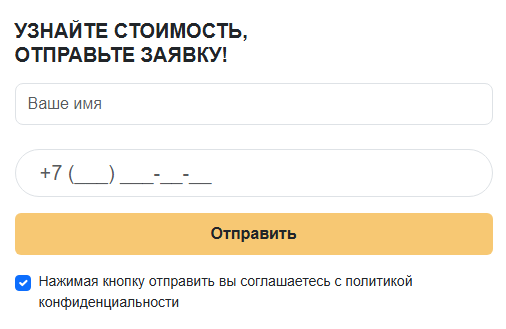 УЗНАЙТЕ СТОИМОСТЬ,
ОТПРАВЬТЕ ЗАЯВКУ!
Ваше имя
+7 (___) ___-__-__
Отправить
Нажимая кнопку отправить вы соглашаетесь с политикой
конфиденциальности